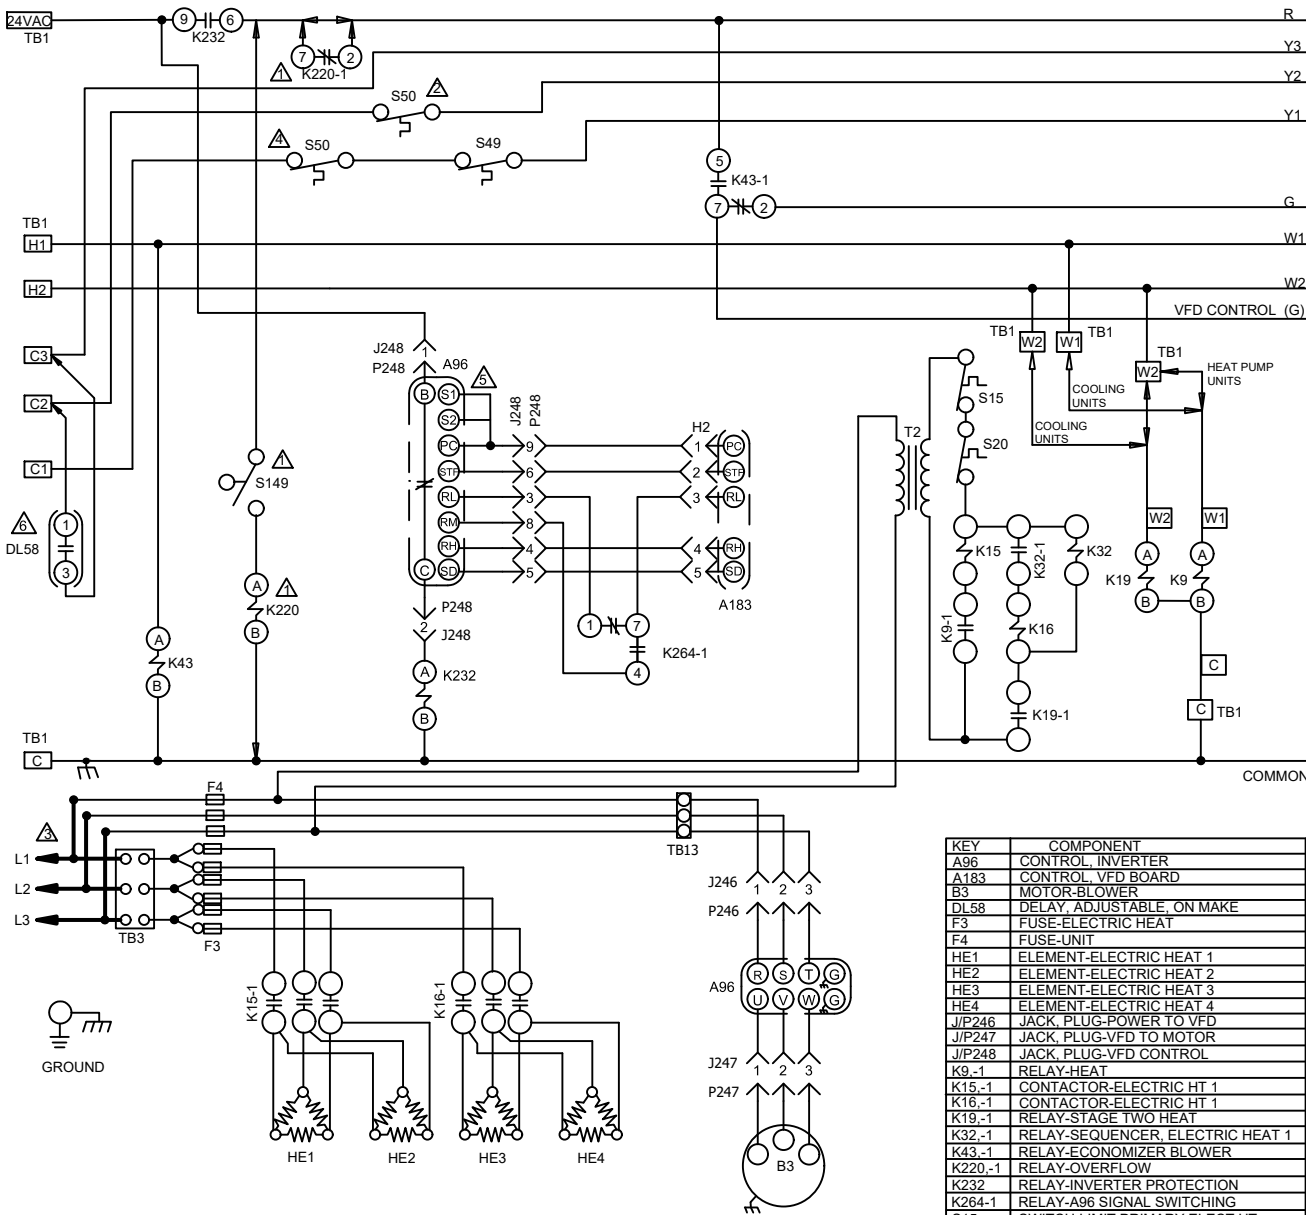 24VAC
TB1
9
6
K232
R
Y3
Y2
Y1
7
2
K220-1
1
S50
2
4
S50
S49
5
K43-1
7
2
G
TB1
H1
W1
H2
W2
VFD CONTROL (G)
C3
C2
C1
6
DL58
1
3
J248
1
P248
A96
5
B
S1
S2
PC
STF
RL
RM
RH
C
SD
J248
P248
9
6
3
8
4
5
H2
1
PC
2
STF
3
RL
4
RH
5
SD
A183
1
S149
A
1
K220
B
A
K43
B
P248
2
J248
A
K232
B
1
7
K264-1
4
T2
S15
S20
K15
K32-1
K32
K9-1
K16
K19-1
TB1
W2
W1
TB1
TB1
W2
HEAT PUMP
UNITS
COOLING
UNITS
COOLING
UNITS
W2
W1
A
A
K19
K9
B
B
C
C
TB1
TB1
C
COMMON
F4
3
L1
L2
L3
TB3
F3
TB13
J246
1
2
3
P246
A96
R
S
T
G
U
V
W
G
J247
1
2
3
P247
B3
K15-1
K16-1
GROUND
HE1
HE2
HE3
HE4
KEY COMPONENT
A96 CONTROL, INVERTER
A183 CONTROL, VFD BOARD
B3 MOTOR-BLOWER
DL58 DELAY, ADJUSTABLE, ON MAKE
F3 FUSE-ELECTRIC HEAT
F4 FUSE-UNIT
HE1 ELEMENT-ELECTRIC HEAT 1
HE2 ELEMENT-ELECTRIC HEAT 2
HE3 ELEMENT-ELECTRIC HEAT 3
HE4 ELEMENT-ELECTRIC HEAT 4
J/P246 JACK, PLUG-POWER TO VFD
J/P247 JACK, PLUG-VFD TO MOTOR
J/P248 JACK, PLUG-VFD CONTROL
K9,-1 RELAY-HEAT
K15,-1 CONTACTOR-ELECTRIC HT 1
K16,-1 CONTACTOR-ELECTRIC HT 1
K19,-1 RELAY-STAGE TWO HEAT
K32,-1 RELAY-SEQUENCER, ELECTRIC HEAT 1
K43,-1 RELAY-ECONOMIZER BLOWER
K220,-1 RELAY-OVERFLOW
K232 RELAY-INVERTER PROTECTION
K264-1 RELAY-A96 SIGNAL SWITCHING